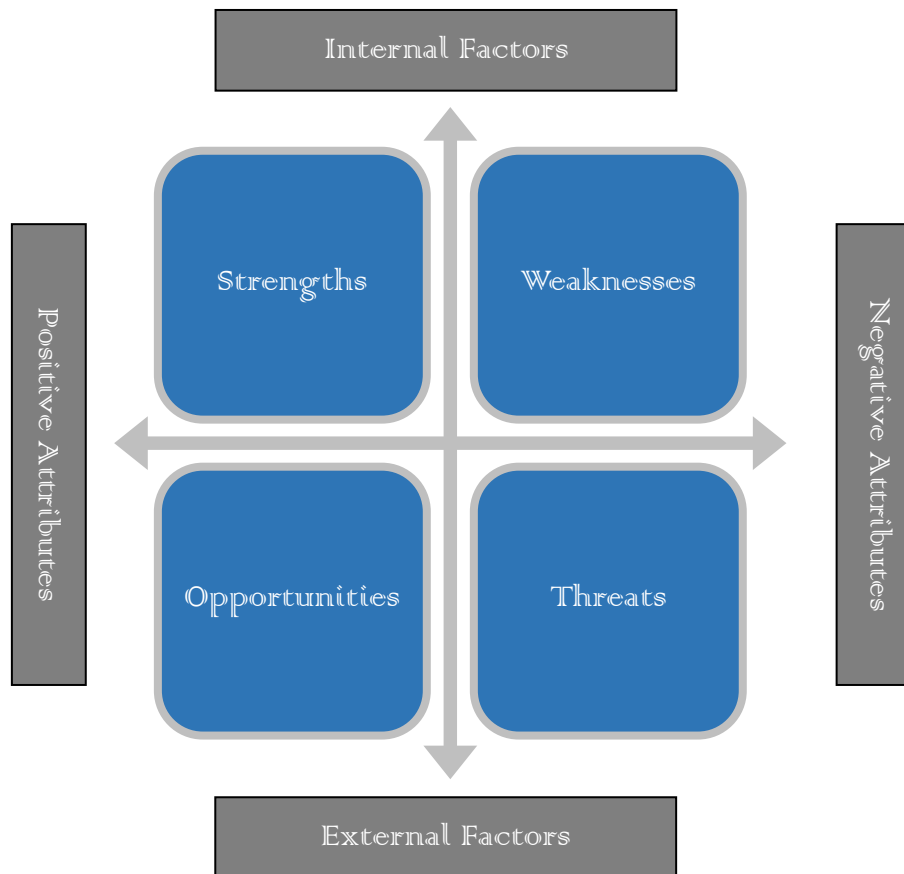 Internal Factors
Strengths
Weaknesses
Positive Attributes
Negative Attributes
Opportunities
Threats
External Factors